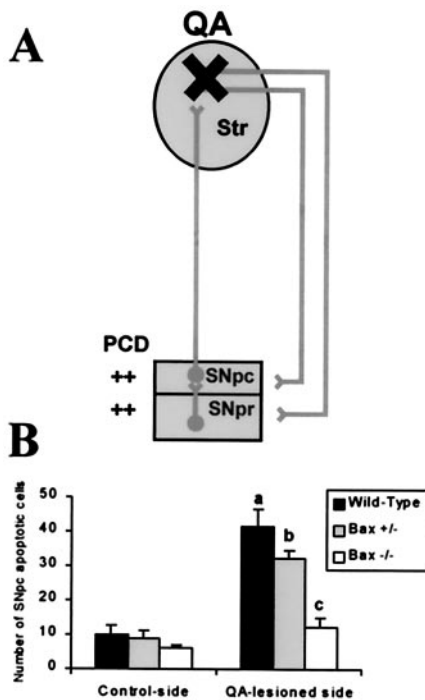 A
QA
Str
PCD
++ SNpc
++ SNpr
B
Number of SNpc apoptotic cells
50
40
30
20
10
0
a
b
c
Wild-Type
Bax +/-
Bax -/-
Control-side
QA-lesioned side